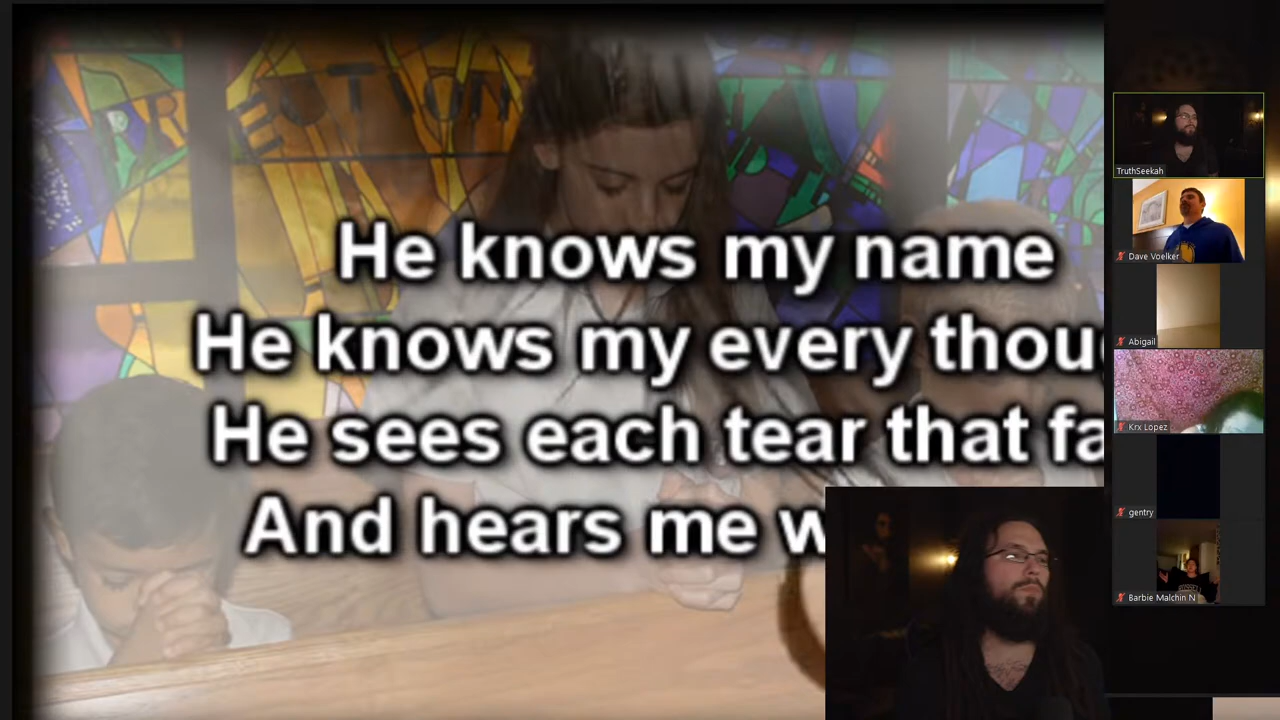 He knows my name
He knows my every thou
He sees each tear that fa
And hears me w
TruthSeekah
Dave Voelker
Abigail
Krx Lopez
gentry
Barbie Malchin N